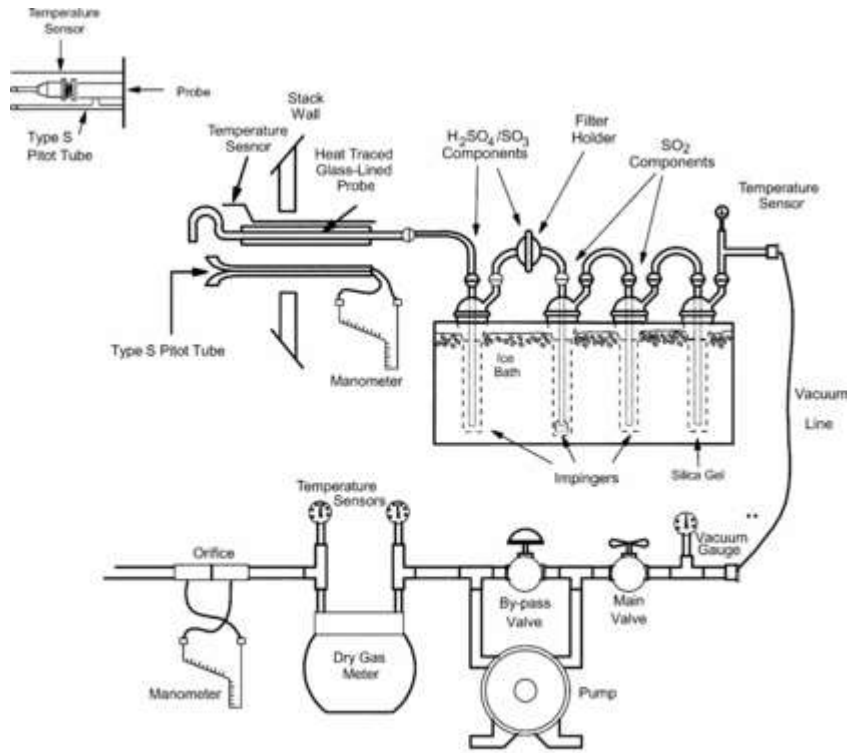 Temperature
Sensor
Probe
Type S
Pitot Tube
Stack
Wall
Temperature
Sesnor
Heat Traced
Glass-Lined
Probe
H2SO4/SO3
Components
Filter
Holder
SO2
Components
Temperature
Sensor
Type S Pitot Tube
Manometer
Ice
Bath
Vacuum
Line
Impingers
Silica Gel
Temperature
Sensors
Orifice
Vacuum
Gauge
By-pass
Valve
Main
Valve
Dry Gas
Meter
Manometer
Pump